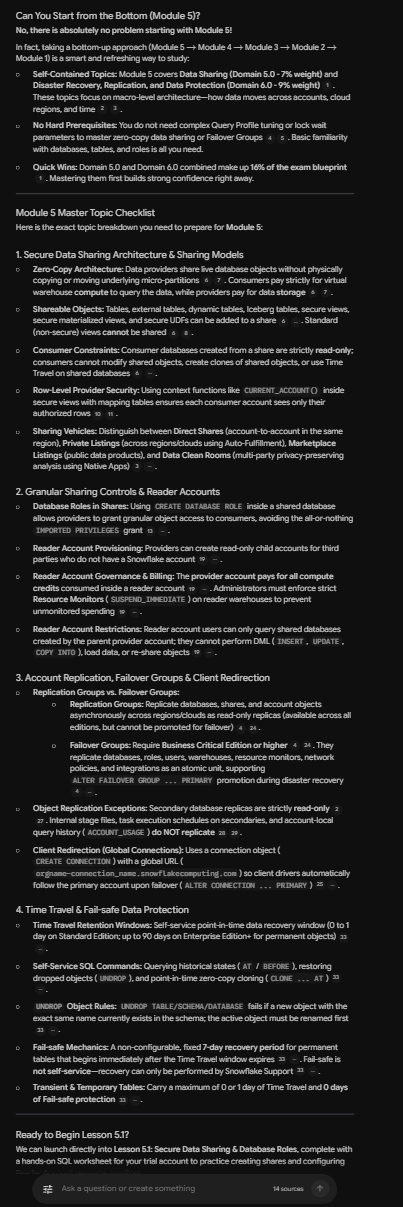 Can You Start from the Bottom (Module 5)?
No, there is absolutely no problem starting with Module 5!
In fact, taking a bottom-up approach (Module 5 → Module 4 → Module 3 → Module 2 →
Module 1) is a smart and refreshing way to study:
Self-Contained Topics: Module 5 covers Data Sharing (Domain 5.0 - 7% weight) and
Disaster Recovery, Replication, and Data Protection (Domain 6.0 - 9% weight) 1 .
These topics focus on macro-level architecture—how data moves across accounts, cloud
regions, and time 2 3 .
No Hard Prerequisites: You do not need complex Query Profile tuning or lock wait
parameters to master zero-copy data sharing or Failover Groups 4 5 . Basic familiarity
with databases, tables, and roles is all you need.
Quick Wins: Domain 5.0 and Domain 6.0 combined make up 16% of the exam blueprint
1 . Mastering them first builds strong confidence right away.
Module 5 Master Topic Checklist
Here is the exact topic breakdown you need to prepare for Module 5:
1. Secure Data Sharing Architecture & Sharing Models
Zero-Copy Architecture: Data providers share live database objects without physically
copying or moving underlying micro-partitions 6 7 . Consumers pay strictly for virtual
warehouse compute to query the data, while providers pay for data storage 6 7 .
Shareable Objects: Tables, external tables, dynamic tables, Iceberg tables, secure views,
secure materialized views, and secure UDFs can be added to a share 6 ... . Standard
(non-secure) views cannot be shared 6 8 .
Consumer Constraints: Consumer databases created from a share are strictly read-only;
consumers cannot modify shared objects, create clones of shared objects, or use Time
Travel on shared databases 6 ... .
Row-Level Provider Security: Using context functions like CURRENT_ACCOUNT() inside
secure views with mapping tables ensures each consumer account sees only their
authorized rows 10 11 .
Sharing Vehicles: Distinguish between Direct Shares (account-to-account in the same
region), Private Listings (across regions/clouds using Auto-Fulfillment), Marketplace
Listings (public data products), and Data Clean Rooms (multi-party privacy-preserving
analysis using Native Apps) 3 ... .
2. Granular Sharing Controls & Reader Accounts
Database Roles in Shares: Using CREATE DATABASE ROLE inside a shared database
allows providers to grant granular object access to consumers, avoiding the all-or-nothing
IMPORTED PRIVILEGES grant 13 ... .
Reader Account Provisioning: Providers can create read-only child accounts for third
parties who do not have a Snowflake account 19 ... .
Reader Account Governance & Billing: The provider account pays for all compute
credits consumed inside a reader account 19 ... . Administrators must enforce strict
Resource Monitors ( SUSPEND_IMMEDIATE ) on reader warehouses to prevent
unmonitored spending 19 ... .
Reader Account Restrictions: Reader account users can only query shared databases
created by the parent provider account; they cannot perform DML ( INSERT , UPDATE ,
COPY INTO ), load data, or re-share objects 19 ... .
3. Account Replication, Failover Groups & Client Redirection
Replication Groups vs. Failover Groups:
Replication Groups: Replicate databases, shares, and account objects
asynchronously across regions/clouds as read-only replicas (available across all
editions, but cannot be promoted for failover) 4 24 .
Failover Groups: Require Business Critical Edition or higher 4 24 . They
replicate databases, roles, users, warehouses, resource monitors, network
policies, and integrations as an atomic unit, supporting
ALTER FAILOVER GROUP ... PRIMARY promotion during disaster recovery
4 ... .
Object Replication Exceptions: Secondary database replicas are strictly read-only 2
27 . Internal stage files, task execution schedules on secondaries, and account-local
query history ( ACCOUNT_USAGE ) do NOT replicate 28 29 .
Client Redirection (Global Connections): Uses a connection object (
CREATE CONNECTION ) with a global URL (
orgname-connection_name.snowflakecomputing.com ) so client drivers automatically
follow the primary account upon failover ( ALTER CONNECTION ... PRIMARY ) 25 ... .
4. Time Travel & Fail-safe Data Protection
Time Travel Retention Windows: Self-service point-in-time data recovery window (0 to 1
day on Standard Edition; up to 90 days on Enterprise Edition+ for permanent objects) 33
... .
Self-Service SQL Commands: Querying historical states ( AT / BEFORE ), restoring
dropped objects ( UNDROP ), and point-in-time zero-copy cloning ( CLONE ... AT ) 33
... .
UNDROP Object Rules: UNDROP TABLE/SCHEMA/DATABASE fails if a new object with the
exact same name currently exists in the schema; the active object must be renamed first
33 ... .
Fail-safe Mechanics: A non-configurable, fixed 7-day recovery period for permanent
tables that begins immediately after the Time Travel window expires 33 ... . Fail-safe is
not self-service—recovery can only be performed by Snowflake Support 33 ... .
Transient & Temporary Tables: Carry a maximum of 0 or 1 day of Time Travel and 0 days
of Fail-safe protection 33 ... .
Ready to Begin Lesson 5.1?
We can launch directly into Lesson 5.1: Secure Data Sharing & Database Roles, complete with
a hands-on SQL worksheet for your trial account to practice creating shares and configuring
Ask a question or create something
14 sources